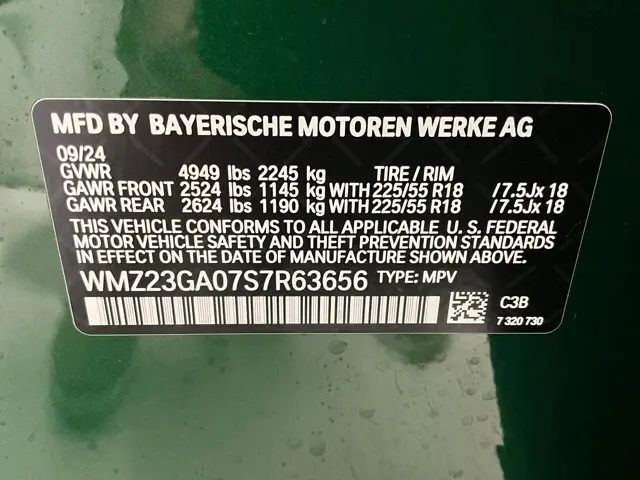 MFD BY BAYERISCHE MOTOREN WERKE AG
09/24
GVWR 4949 lbs 2245 kg TIRE / RIM
GAWR FRONT 2524 lbs 1145 kg WITH 225/55 R18 /7.5Jx 18
GAWR REAR 2624 lbs 1190 kg WITH 225/55 R18 /7.5Jx 18
THIS VEHICLE CONFORMS TO ALL APPLICABLE U. S. FEDERAL
MOTOR VEHICLE SAFETY AND THEFT PREVENTION STANDARDS
IN EFFECT ON THE DATE OF MANUFACTURE SHOWN ABOVE.
WMZ23GA07S7R63656 TYPE: MPV
C3B
7 320 730